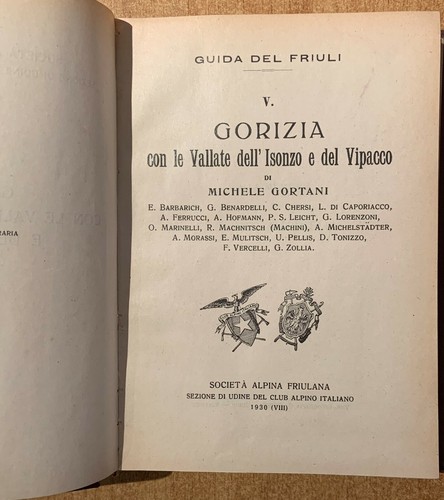 GUIDA DEL FRIULI
V.
GORIZIA
con le Vallate dell' Isonzo e del Vipacco
DI
MICHELE GORTANI
E. BARBARICH, G. BENARDELLI, C. CHERSI, L. DI CAPORIACCO,
A. FERRUCCI, A. HOFMANN, P. S. LEICHT, G. LORENZONI,
O. MARINELLI, R. MACHNITSCH (MACHINI), A. MICHELSTÄDTER,
A. MORASSI, E. MULITSCH, U. PELLIS, D. TONIZZO,
F. VERCELLI, G. ZOLLIA.
SOCIETÀ ALPINA FRIULANA
SEZIONE DI UDINE DEL CLUB ALPINO ITALIANO
1930 (VIII)
RARIA